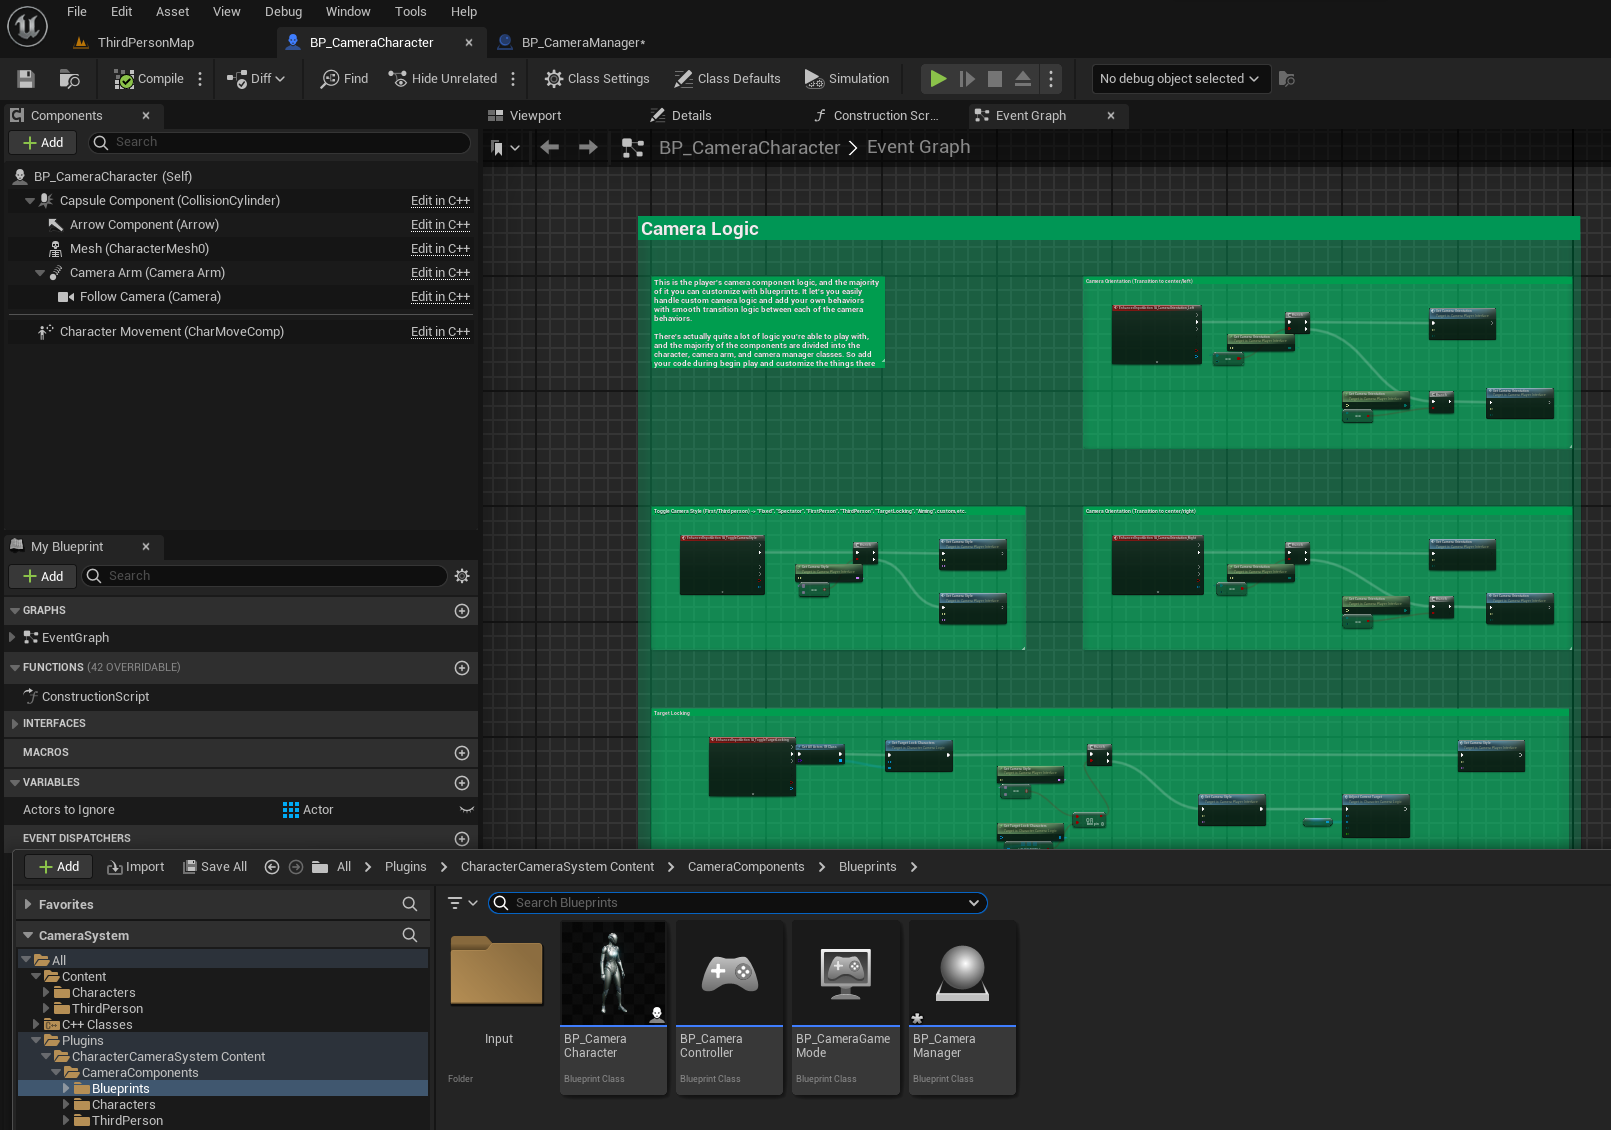 File Edit Asset View Debug Window Tools Help
ThirdPersonMap BP_CameraCharacter BP_CameraManager*
Compile Diff Find Hide Unrelated Class Settings Class Defaults Simulation No debug object selected
Components
Viewport Details Construction Scr... Event Graph
Add Search
BP_CameraCharacter Event Graph
BP_CameraCharacter (Self)
Capsule Component (CollisionCylinder) Edit in C++
Arrow Component (Arrow) Edit in C++
Mesh (CharacterMesh0) Edit in C++
Camera Arm (Camera Arm) Edit in C++
Follow Camera (Camera) Edit in C++
Character Movement (CharMoveComp) Edit in C++
Camera Logic
This is the player's camera component logic, and the majority
of it you can customize with blueprints. It let's you easily
handle custom camera logic and add your own behaviors
with smooth transition logic between each of the camera
behaviors.
There's actually quite a lot of logic you're able to play with,
and the majority of the components are divided into the
character, camera arm, and camera manager classes. So add
your code during begin play and customize the things there
Camera Orientation (Transition to center/left)
Toggle Camera Style (First/Third person) -> "Fixed", "Spectator", "FirstPerson", "ThirdPerson", "TargetLocking", "Aiming", custom, etc.
Camera Orientation (Transition to center/right)
Target Locking
My Blueprint
Add Search
GRAPHS
EventGraph
FUNCTIONS (42 OVERRIDABLE)
ConstructionScript
INTERFACES
MACROS
VARIABLES
Actors to Ignore Actor
EVENT DISPATCHERS
Add Import Save All All Plugins CharacterCameraSystem Content CameraComponents Blueprints
Favorites
Search Blueprints
CameraSystem
All
Content
Characters
ThirdPerson
C++ Classes
Plugins
CharacterCameraSystem Content
CameraComponents
Blueprints
Characters
ThirdPerson
Input
Folder
BP_Camera
Character
Blueprint Class
BP_Camera
Controller
Blueprint Class
BP_CameraGame
Mode
Blueprint Class
BP_Camera
Manager
Blueprint Class